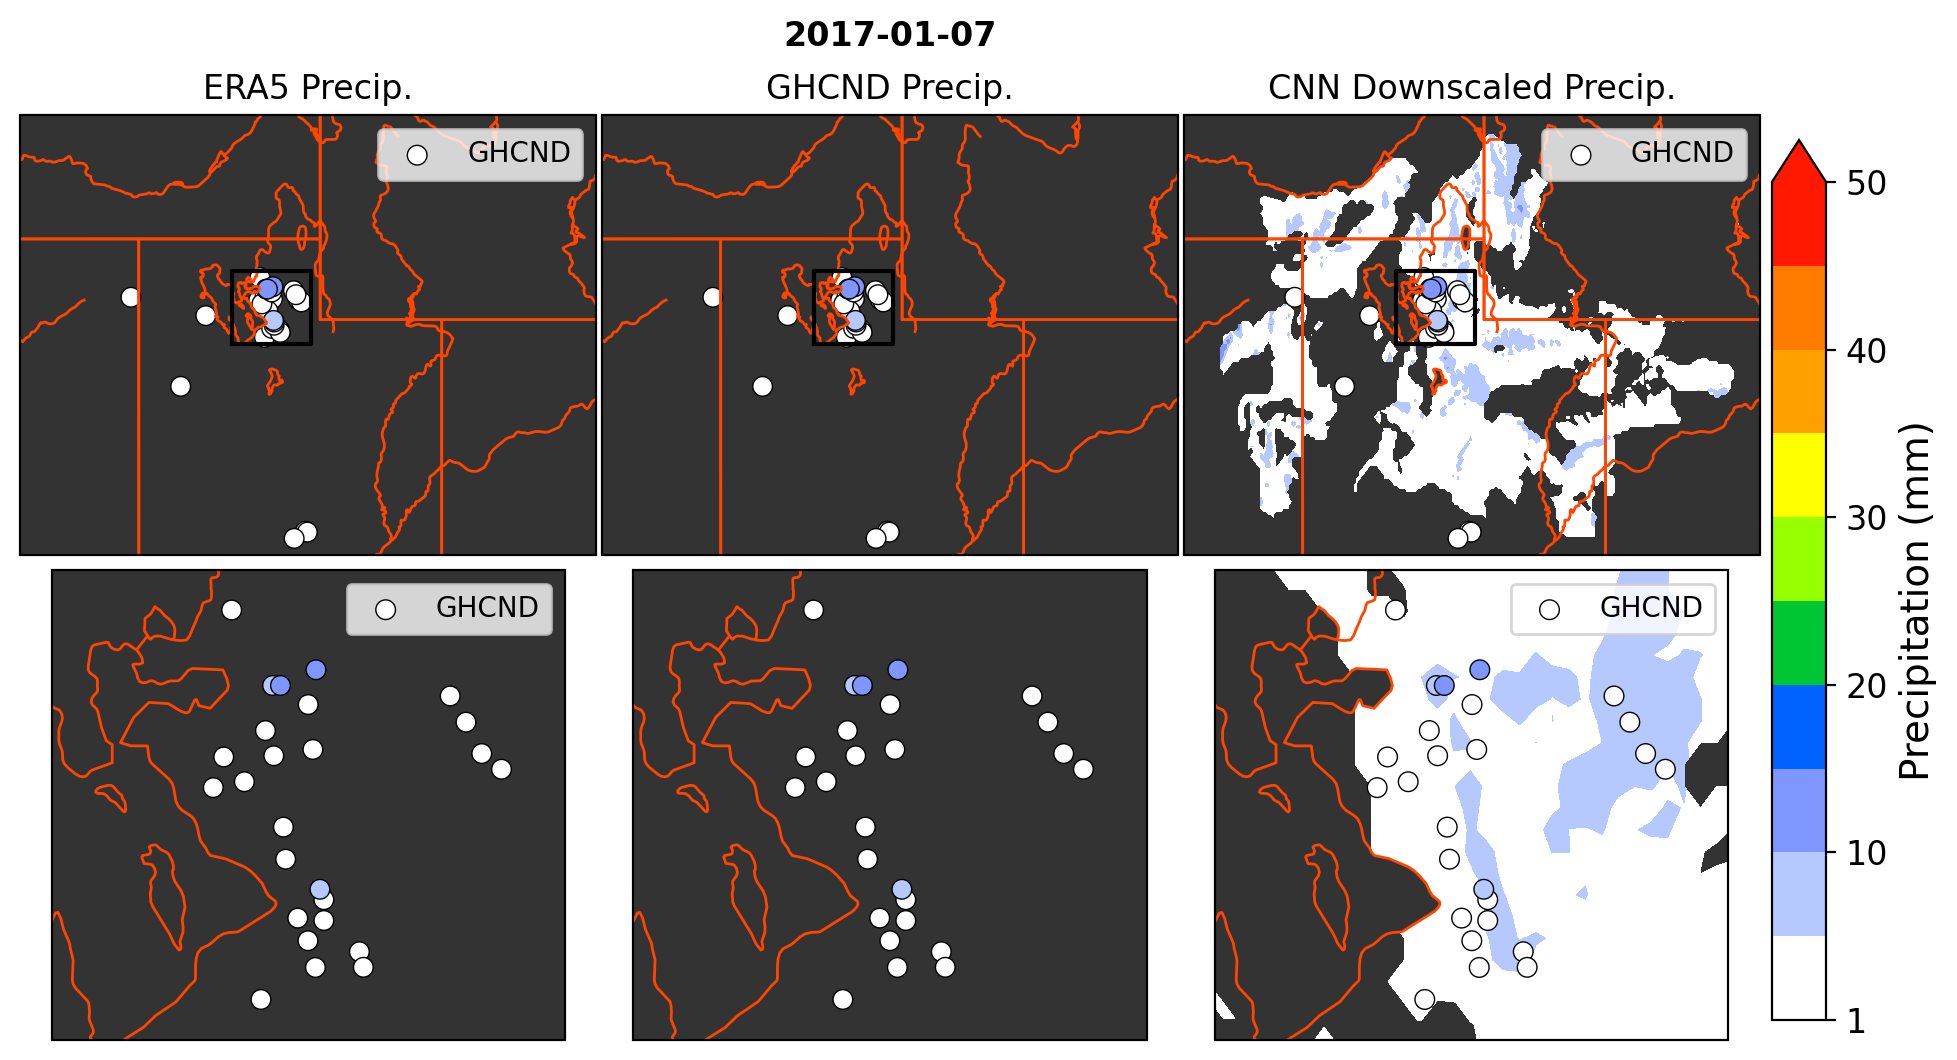 2017-01-07
ERA5 Precip.
GHCND Precip.
CNN Downscaled Precip.
GHCND
GHCND
GHCND
GHCND
50
40
30
20
10
1
Precipitation (mm)